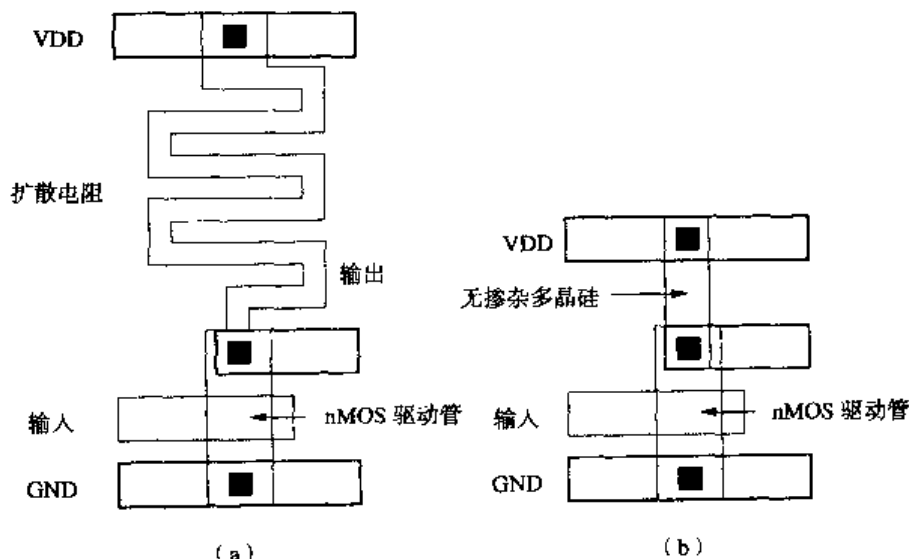 VDD
扩散电阻
输出
输入
nMOS 驱动管
GND
(a)
VDD
无掺杂多晶硅
输入
nMOS 驱动管
GND
(b)